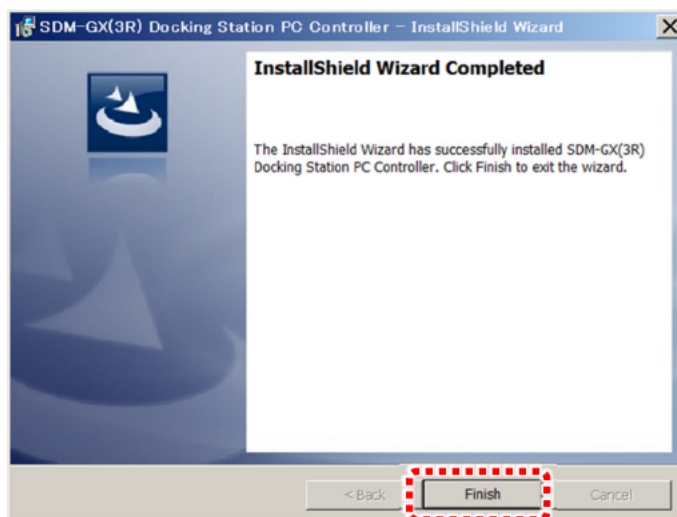 SDM-GX(3R) Docking Station PC Controller - InstallShield Wizard
InstallShield Wizard Completed
The InstallShield Wizard has successfully installed SDM-GX(3R)
Docking Station PC Controller. Click Finish to exit the wizard.
< Back
Finish
Cancel